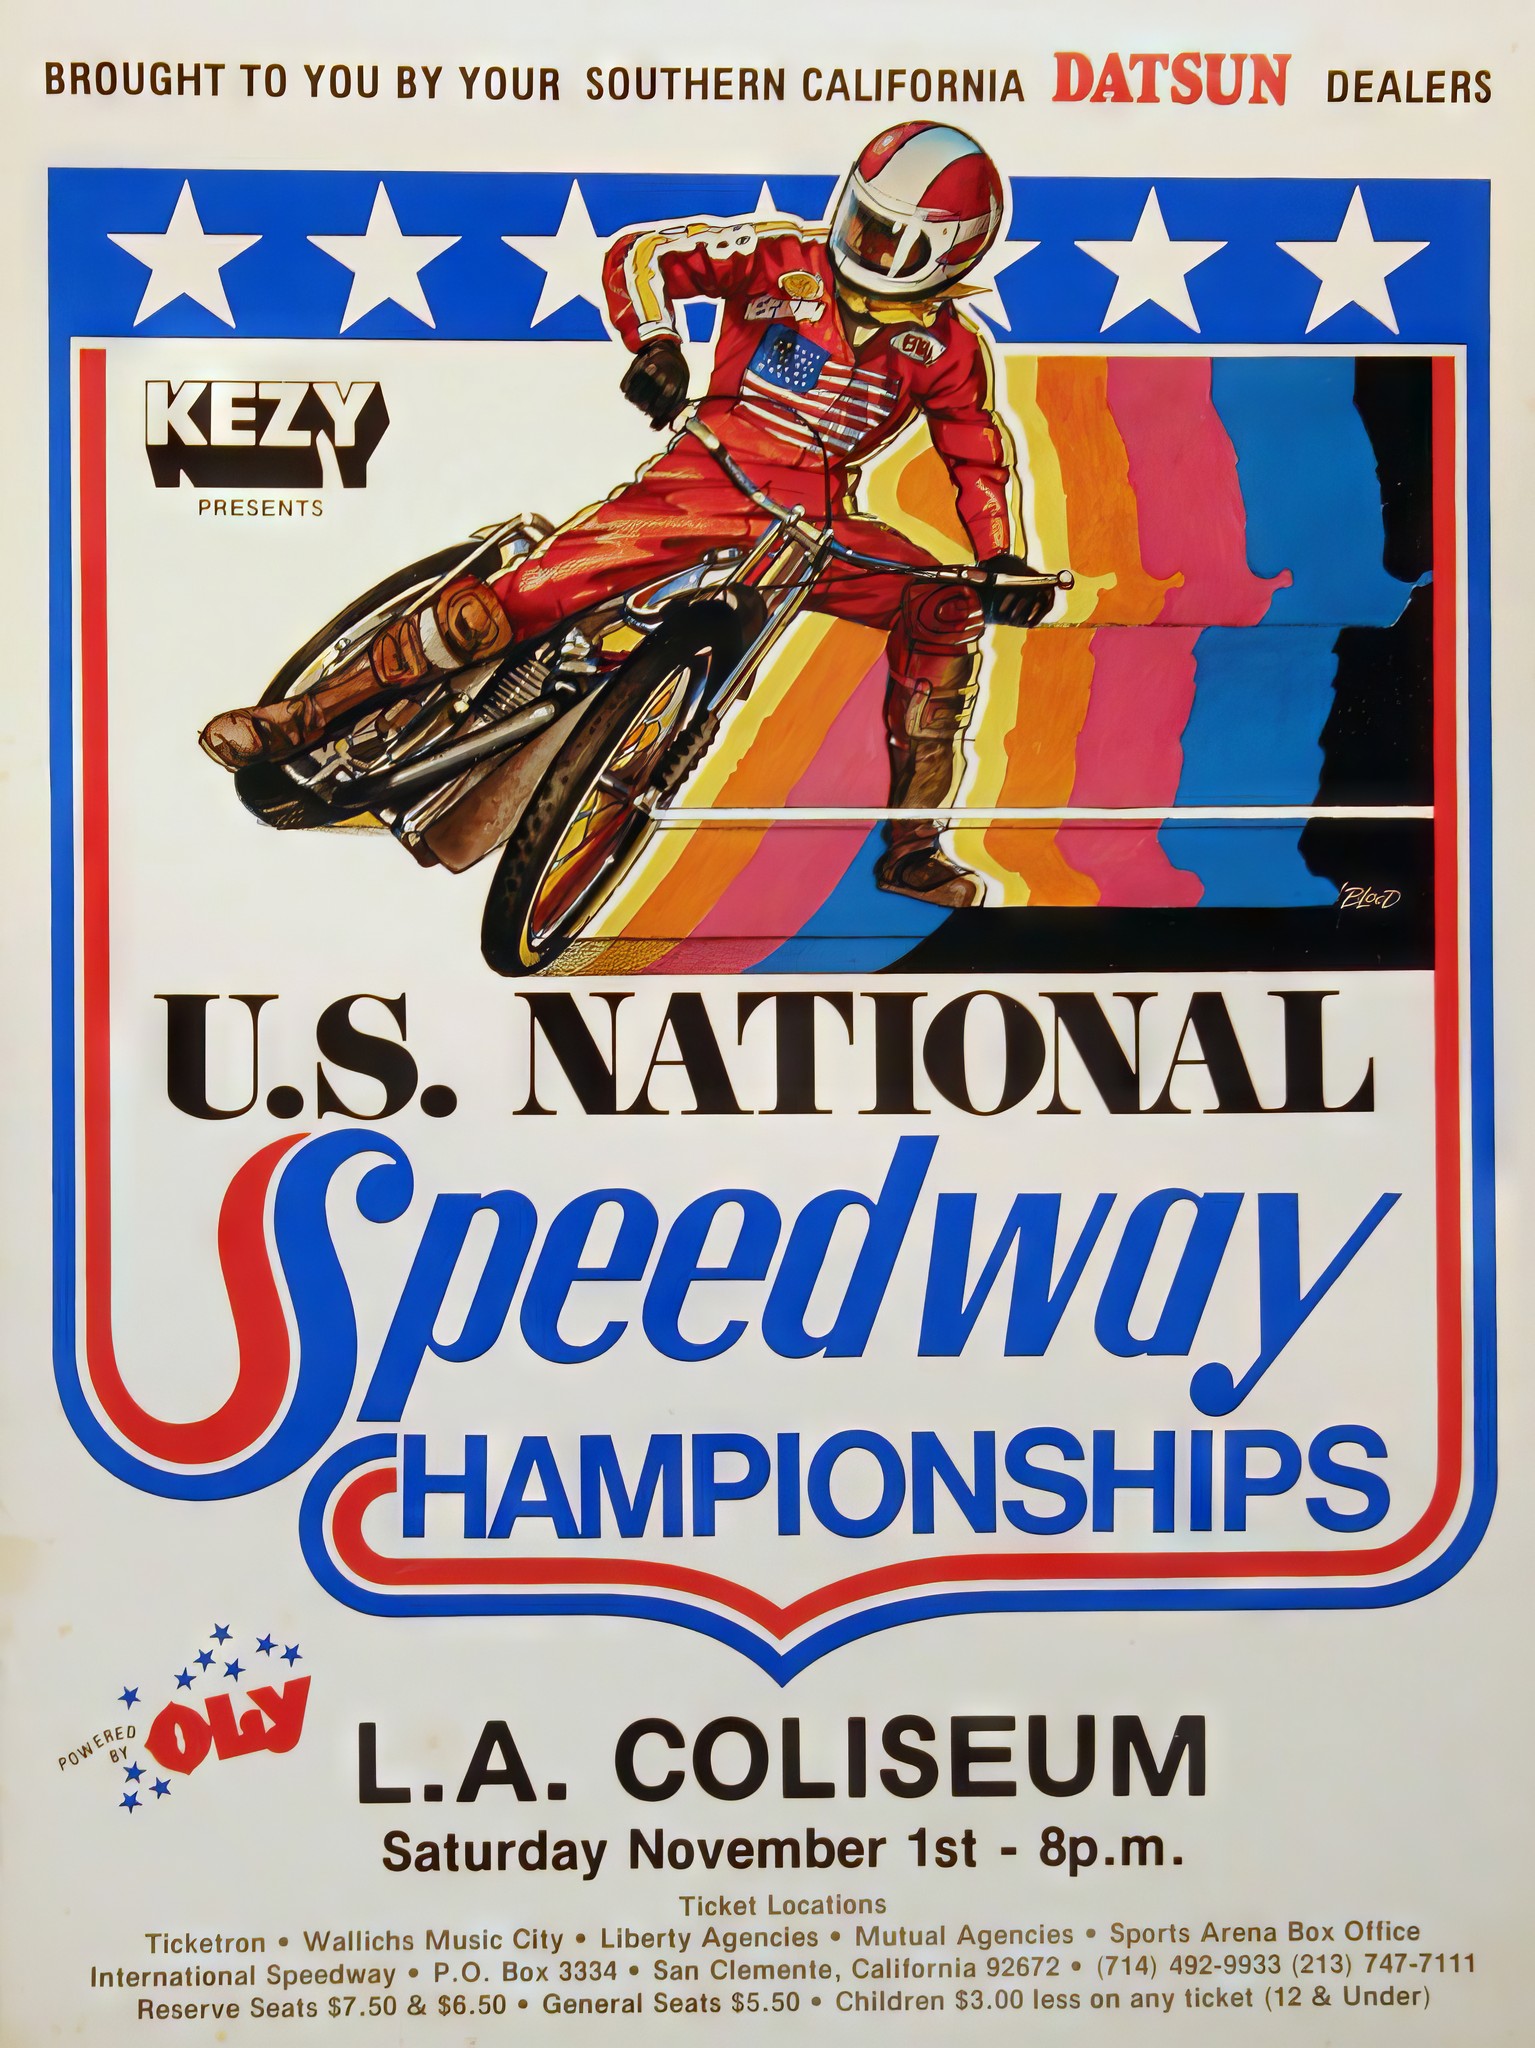 BROUGHT TO YOU BY YOUR SOUTHERN CALIFORNIA DATSUN DEALERS
KEZY
PRESENTS
BLOOD
U.S. NATIONAL
Speedway
CHAMPIONSHIPS
POWERED
BY
OLY
L.A. COLISEUM
Saturday November 1st - 8p.m.
Ticket Locations
Ticketron • Wallichs Music City • Liberty Agencies • Mutual Agencies • Sports Arena Box Office
International Speedway • P.O. Box 3334 • San Clemente, California 92672 • (714) 492-9933 (213) 747-7111
Reserve Seats $7.50 & $6.50 • General Seats $5.50 • Children $3.00 less on any ticket (12 & Under)